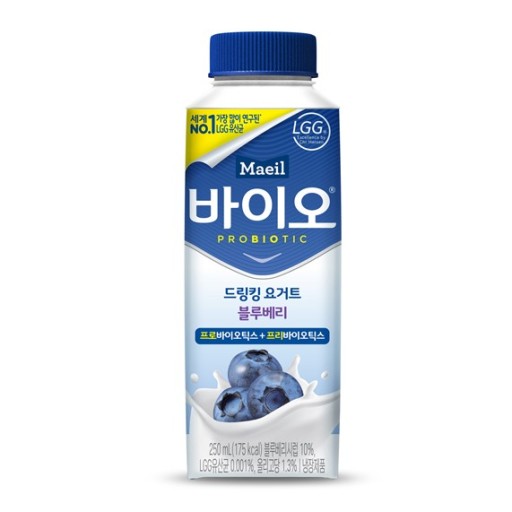 세계 가장 많이 연구된
NO.1 LGG유산균
LGG®
Excellence by
Chr. Hansen
Maeil
바이오®
PROBIOTIC
드링킹 요거트
블루베리
프로바이오틱스 + 프리바이오틱스
250 mL(175 kcal) 블루베리시럽 10%,
LGG유산균 0.001%, 올리고당 1.3% | 냉장제품